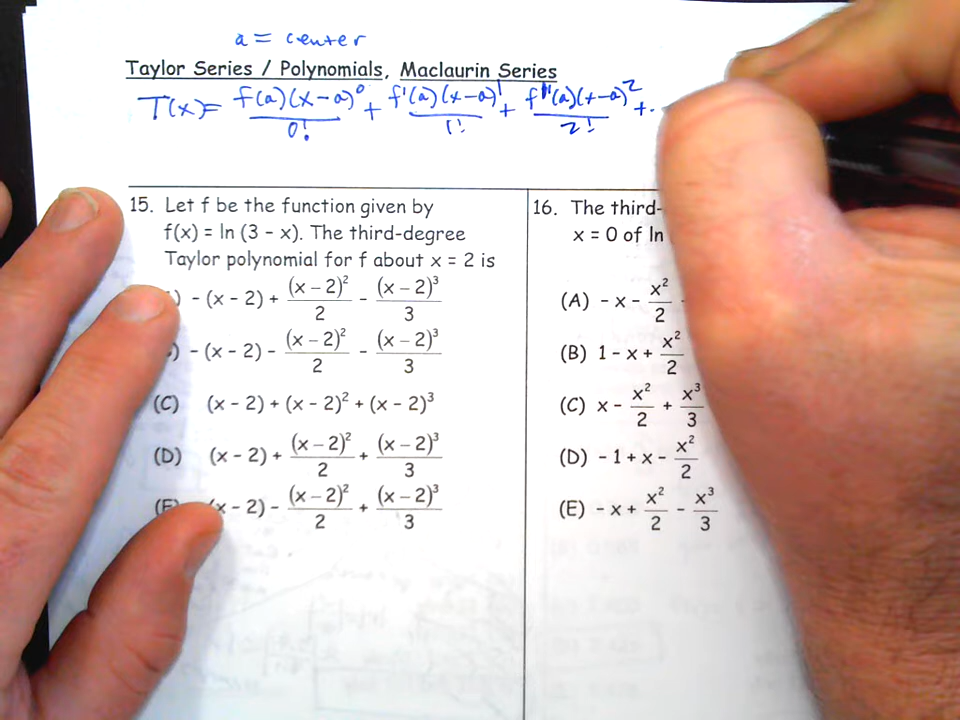 a = center
Taylor Series / Polynomials, Maclaurin Series
T(x) = f(a)(x-a)⁰/0! + f'(a)(x-a)¹/1! + f''(a)(x-a)²/2! + .
15. Let f be the function given by
f(x) = ln (3 - x). The third-degree
Taylor polynomial for f about x = 2 is
) - (x - 2) + (x - 2)²/2 - (x - 2)³/3
) - (x - 2) - (x - 2)²/2 - (x - 2)³/3
(C) (x - 2) + (x - 2)² + (x - 2)³
(D) (x - 2) + (x - 2)²/2 + (x - 2)³/3
(E) (x - 2) - (x - 2)²/2 + (x - 2)³/3
16. The third-
x = 0 of ln
(A) - x - x²/2 -
(B) 1 - x + x²/2
(C) x - x²/2 + x³/3
(D) - 1 + x - x²/2
(E) - x + x²/2 - x³/3